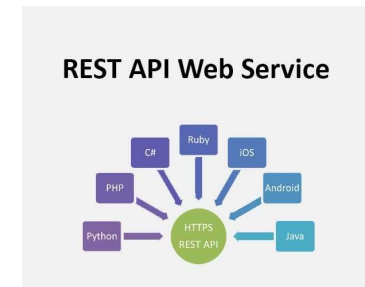 REST API Web Service
Ruby
C#
iOS
PHP
Android
Python
HTTPS
REST API
Java